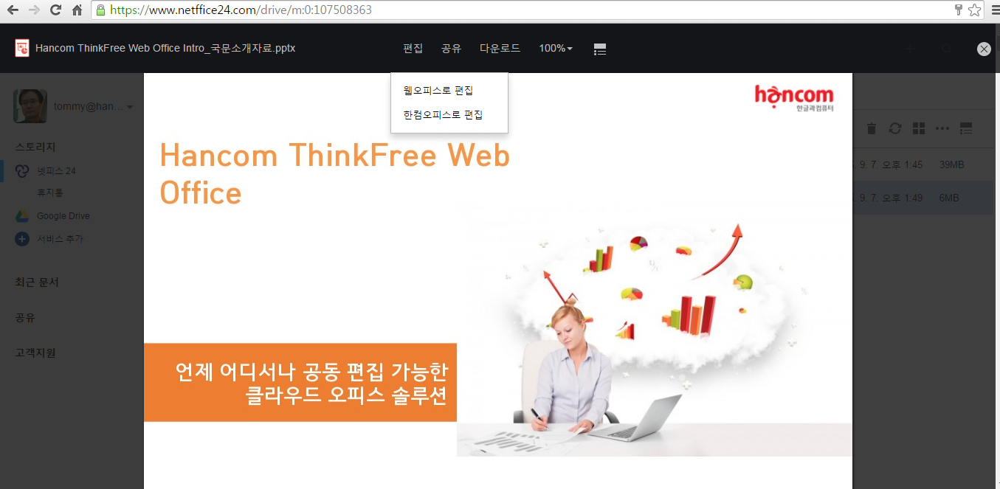 https://www.netffice24.com/drive/m:0:107508363
Hancom ThinkFree Web Office Intro_국문소개자료.pptx
편집 공유 다운로드 100%
웹오피스로 편집
한컴오피스로 편집
tommy@han...
스토리지
넷피스 24
휴지통
Google Drive
서비스 추가
최근 문서
공유
고객지원
hancom
한글과컴퓨터
Hancom ThinkFree Web
Office
언제 어디서나 공동 편집 가능한
클라우드 오피스 솔루션
9. 7. 오후 1:45 39MB
9. 7. 오후 1:49 6MB